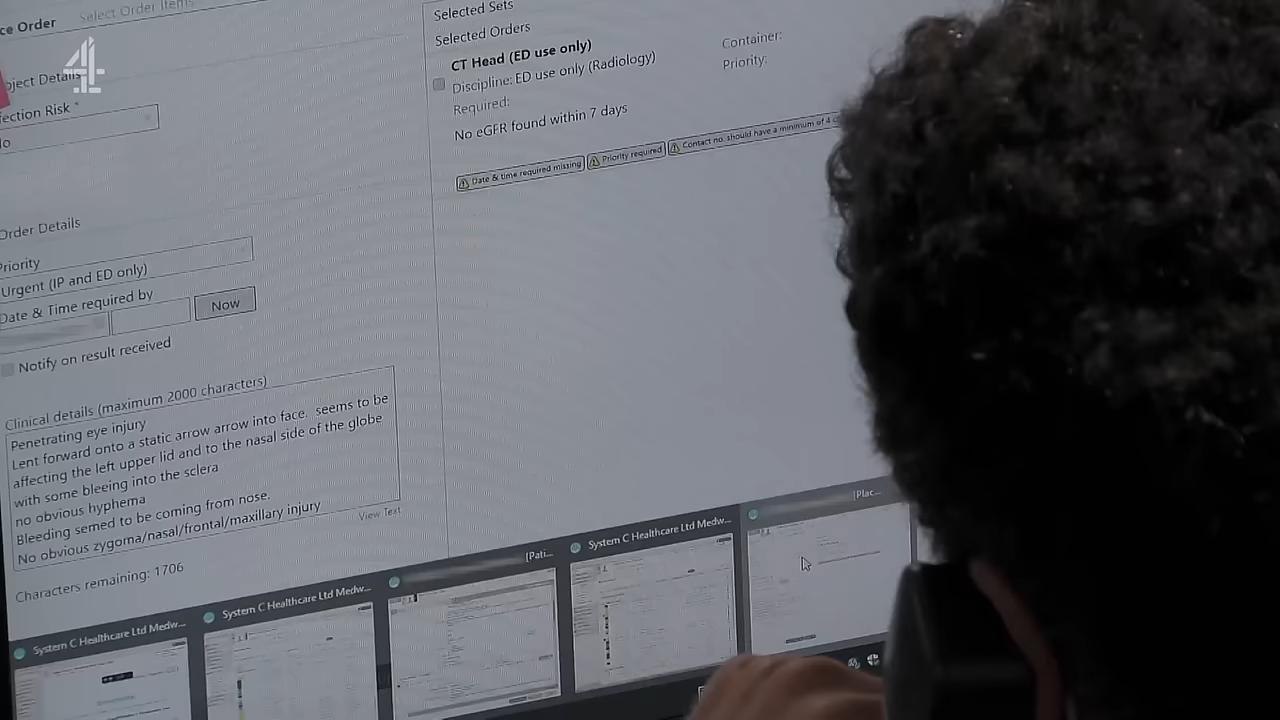 ce Order
Select Order Items
4
oject Details
ection Risk *
lo
Order Details
Priority
Urgent (IP and ED only)
Date & Time required by
Now
Notify on result received
Clinical details (maximum 2000 characters)
Penetrating eye injury
Lent forward onto a static arrow arrow into face. seems to be
affecting the left upper lid and to the nasal side of the globe
with some bleeing into the sclera
no obvious hyphema
Bleeding semed to be coming from nose.
No obvious zygoma/nasal/frontal/maxillary injury
View Text
Characters remaining: 1706
Selected Sets
Selected Orders
CT Head (ED use only)
Discipline: ED use only (Radiology)
Required:
No eGFR found within 7 days
Container:
Priority:
Date & time required missing
Priority required
Contact no. should have a minimum of 4 c
System C Healthcare Ltd Medw...
System C Healthcare Ltd Medw...
[Pati...
System C Healthcare Ltd Medw...
[Plac...